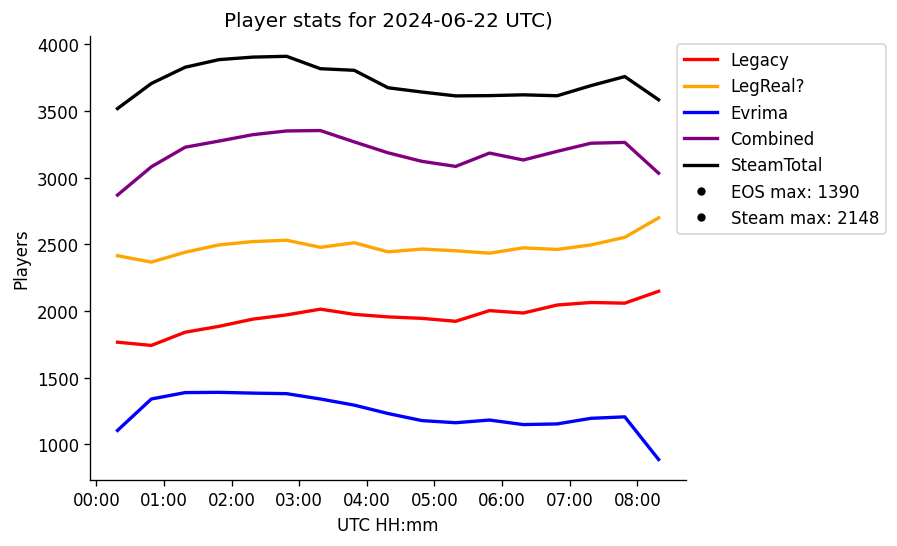 Player stats for 2024-06-22 UTC)
4000
3500
3000
2500
2000
1500
1000
Players
00:00 01:00 02:00 03:00 04:00 05:00 06:00 07:00 08:00
UTC HH:mm
Legacy
LegReal?
Evrima
Combined
SteamTotal
EOS max: 1390
Steam max: 2148